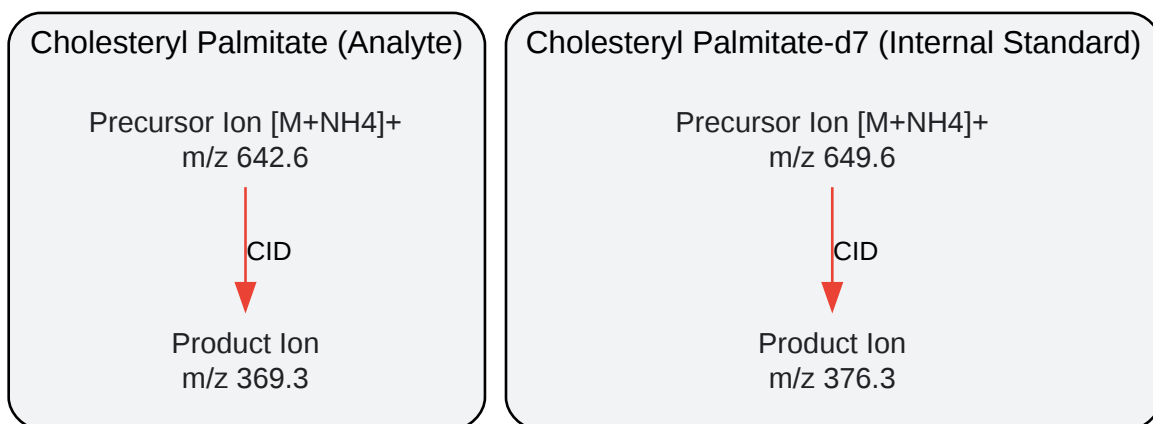 Cholesteryl Palmitate (Analyte)
Precursor Ion [M+NH4]+
m/z 642.6
CID
Product Ion
m/z 369.3
Cholesteryl Palmitate-d7 (Internal Standard)
Precursor Ion [M+NH4]+
m/z 649.6
CID
Product Ion
m/z 376.3